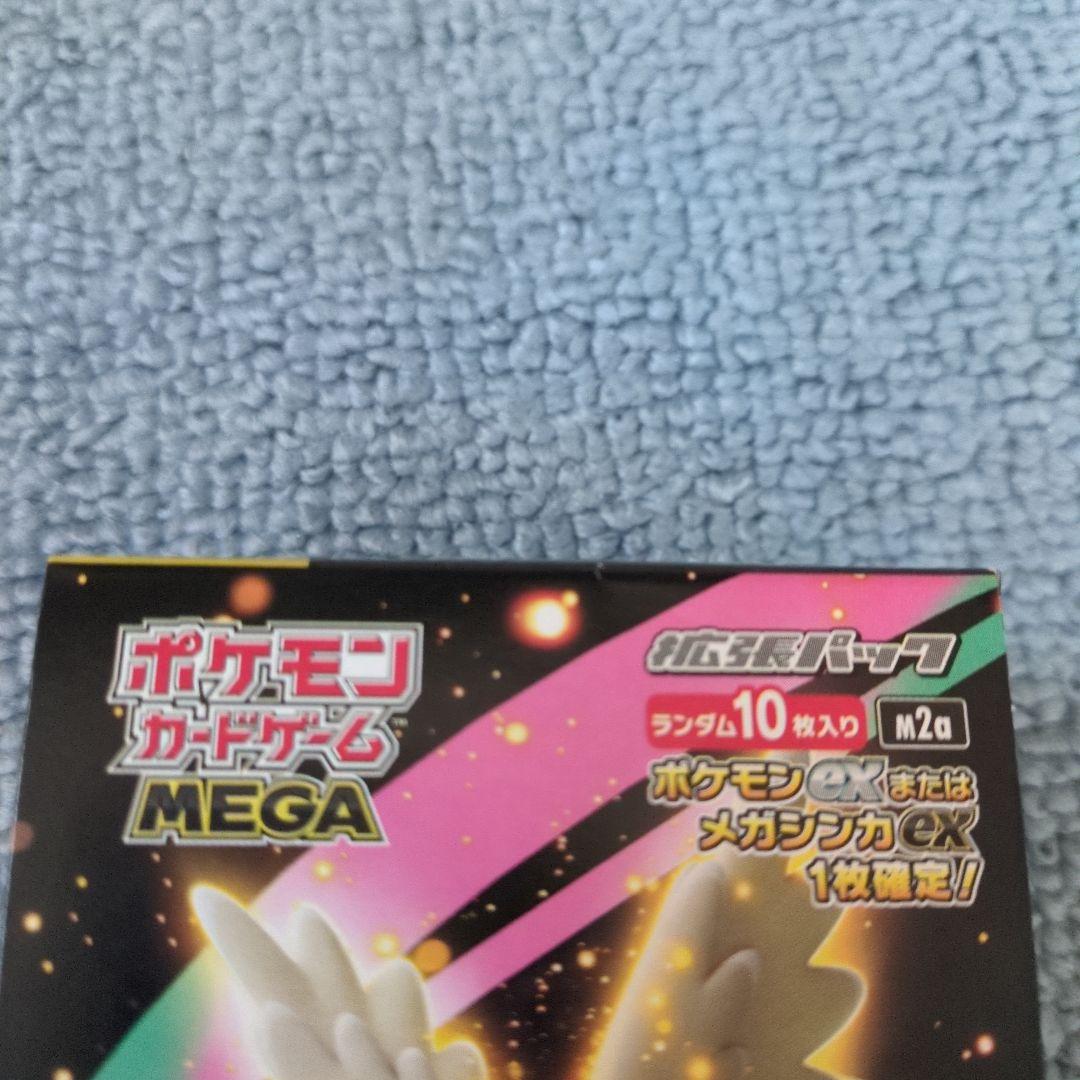 ポケモン
カードゲーム™
MEGA
拡張パック
ランダム10枚入り
M2a
ポケモンexまたは
メガシンカex
1枚確定!